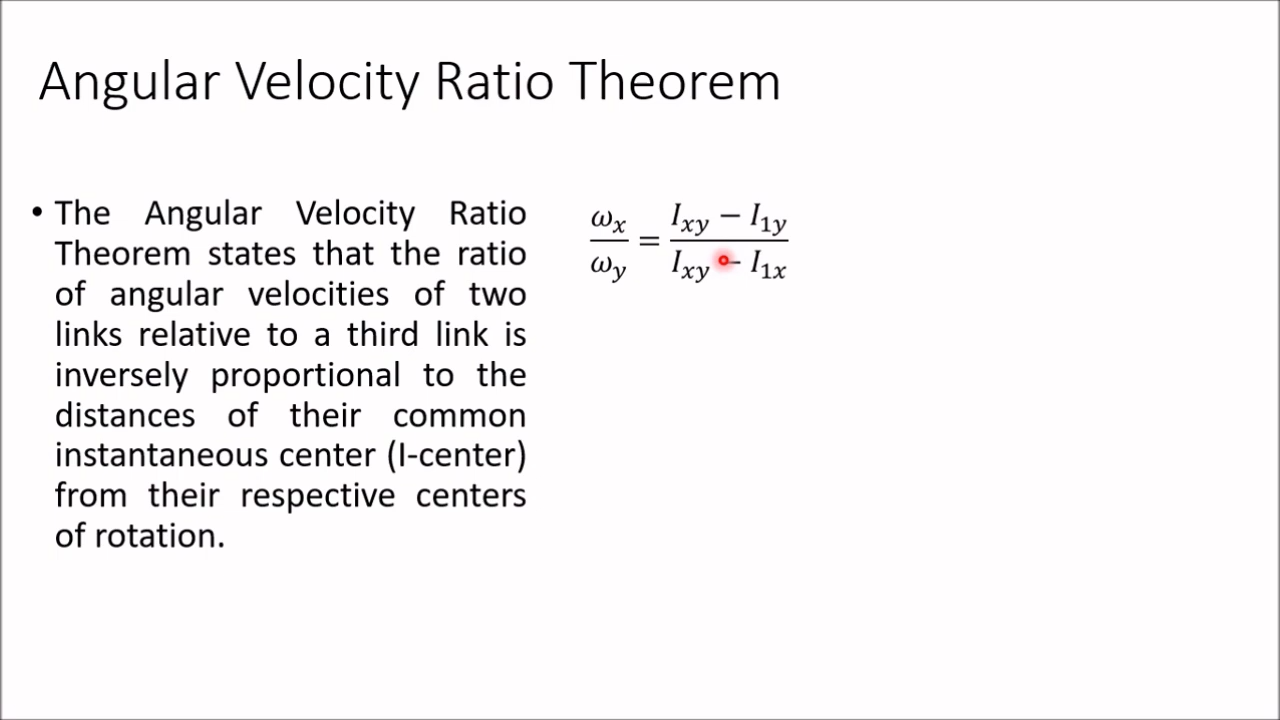 Angular Velocity Ratio Theorem
• The Angular Velocity Ratio
Theorem states that the ratio
of angular velocities of two
links relative to a third link is
inversely proportional to the
distances of their common
instantaneous center (I-center)
from their respective centers
of rotation.
ωx/ωy = (Ixy − I1y)/(Ixy − I1x)